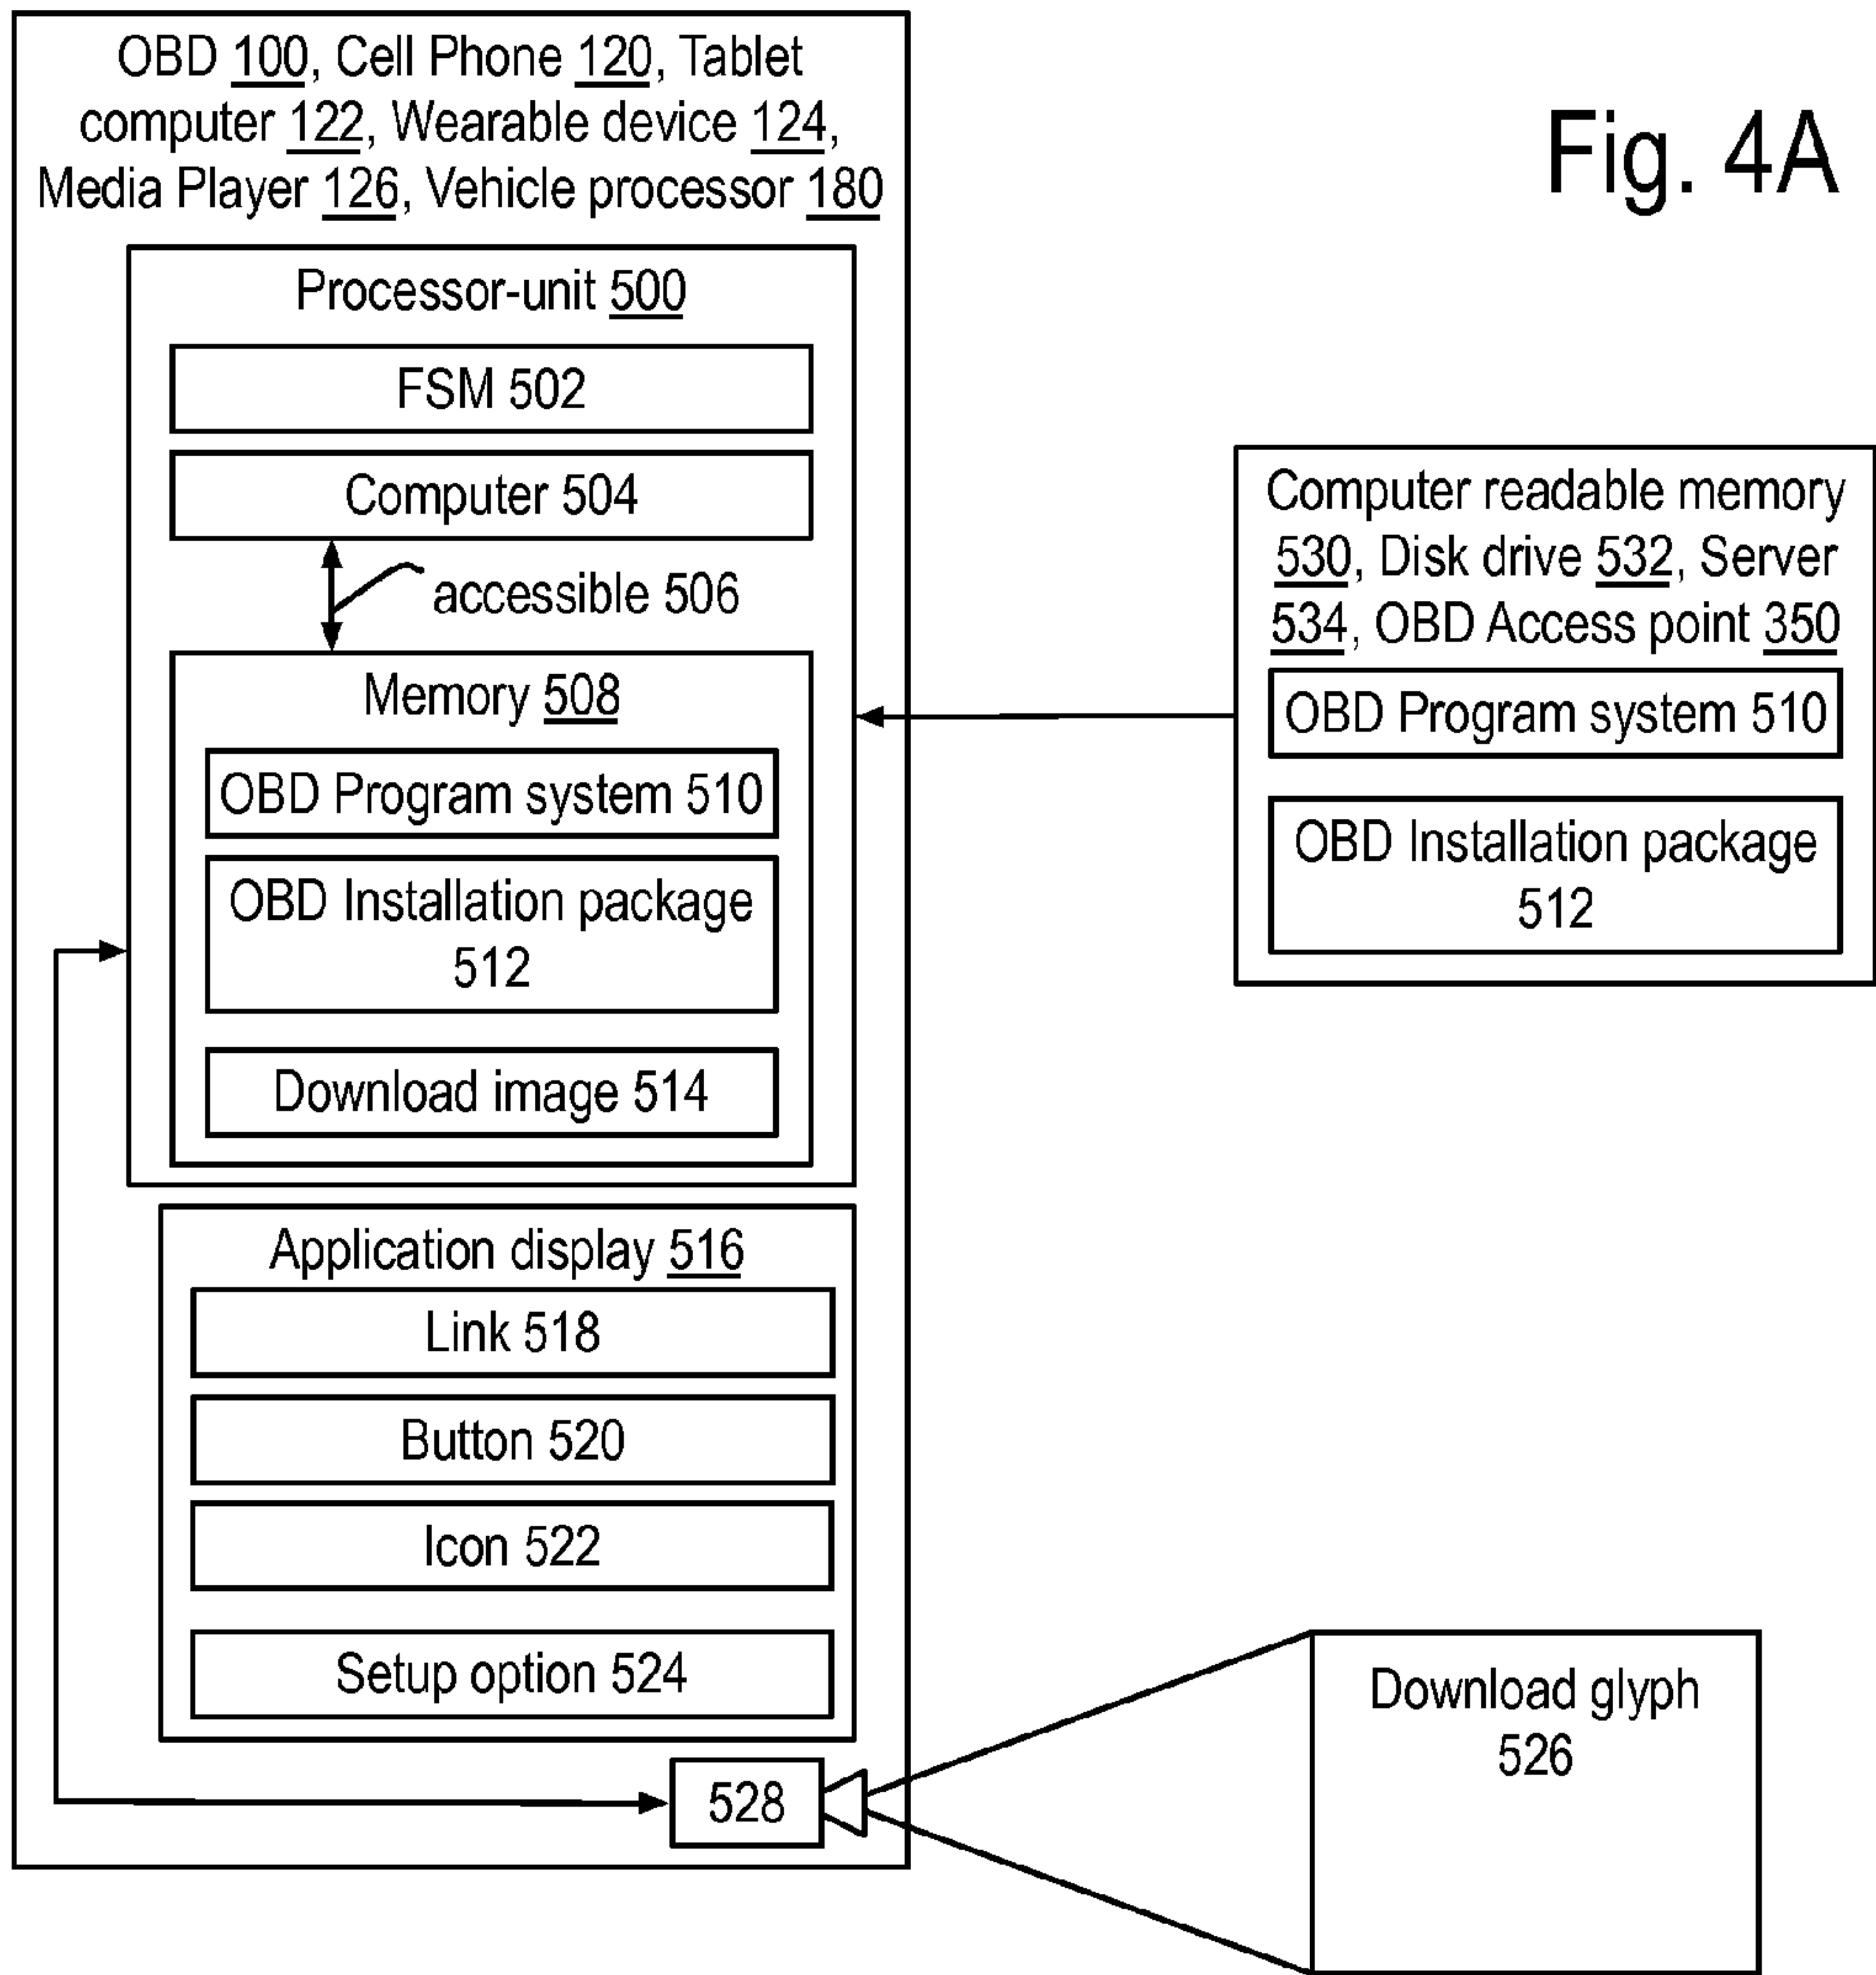 OBD 100, Cell Phone 120, Tablet
computer 122, Wearable device 124,
Media Player 126, Vehicle processor 180
Fig. 4A
Processor-unit 500
FSM 502
Computer 504
accessible 506
Memory 508
OBD Program system 510
OBD Installation package
512
Download image 514
Computer readable memory
530, Disk drive 532, Server
534, OBD Access point 350
OBD Program system 510
OBD Installation package
512
Application display 516
Link 518
Button 520
Icon 522
Setup option 524
528
Download glyph
526